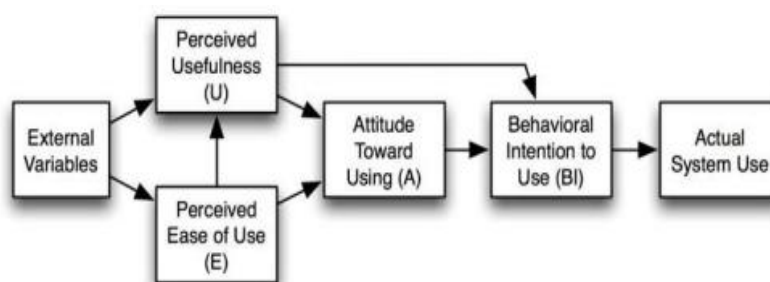 Perceived
Usefulness
(U)
External
Variables
Perceived
Ease of Use
(E)
Attitude
Toward
Using (A)
Behavioral
Intention to
Use (BI)
Actual
System Use